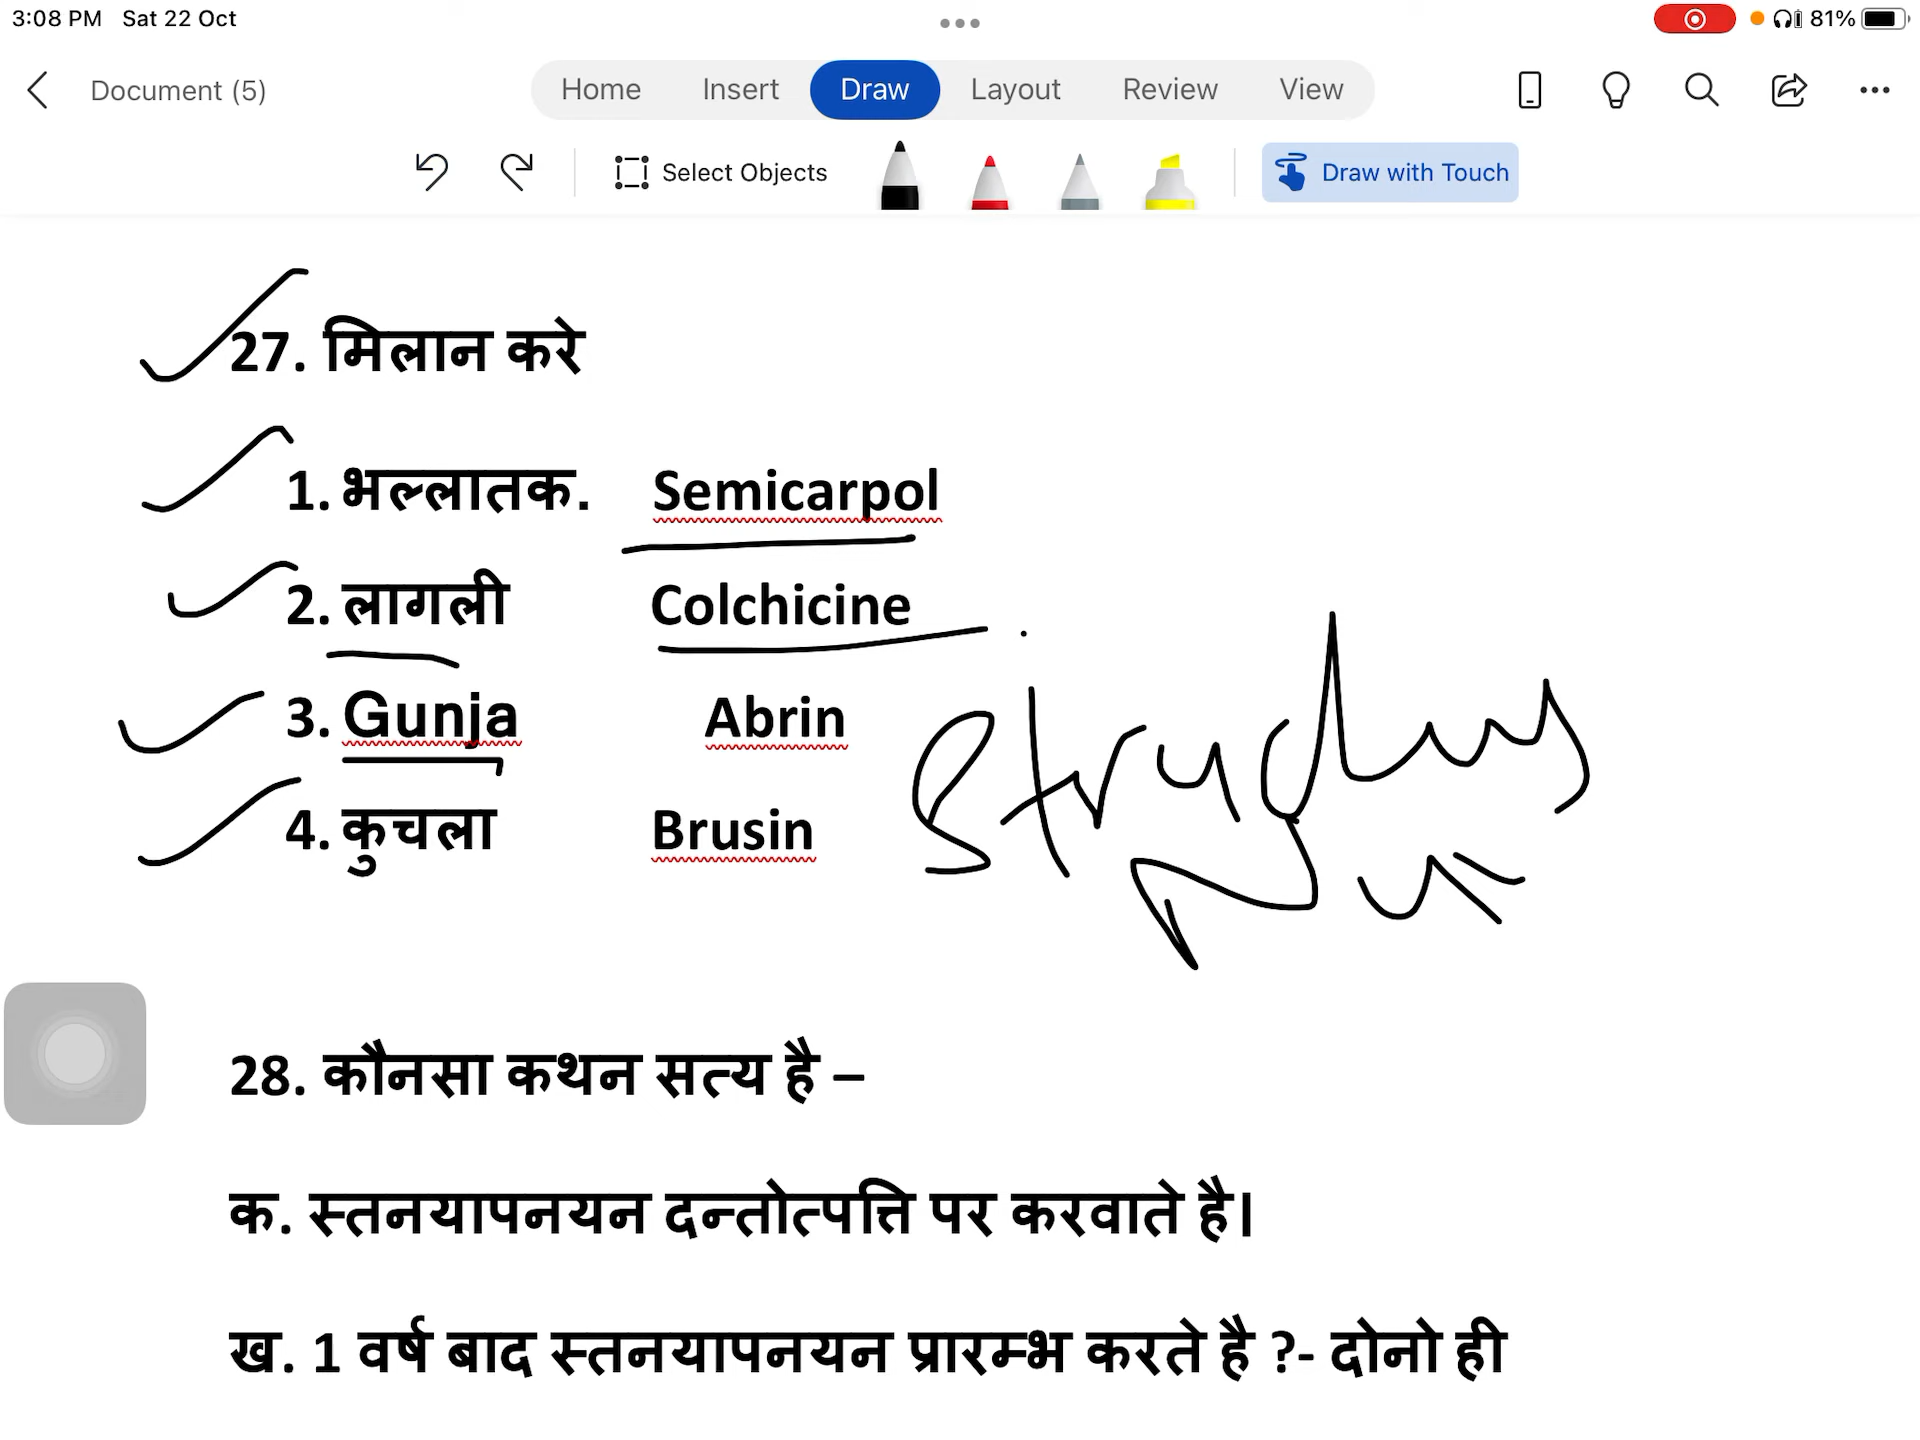 3:08 PM Sat 22 Oct
81%
Document (5)
Home Insert Draw Layout Review View
Select Objects
Draw with Touch
27. मिलान करे
1. भल्लातक. Semicarpol
2. लागली Colchicine
3. Gunja Abrin
4. कुचला Brusin
Nux
28. कौनसा कथन सत्य है –
क. स्तनयापनयन दन्तोत्पत्ति पर करवाते है।
ख. 1 वर्ष बाद स्तनयापनयन प्रारम्भ करते है ?- दोनो ही